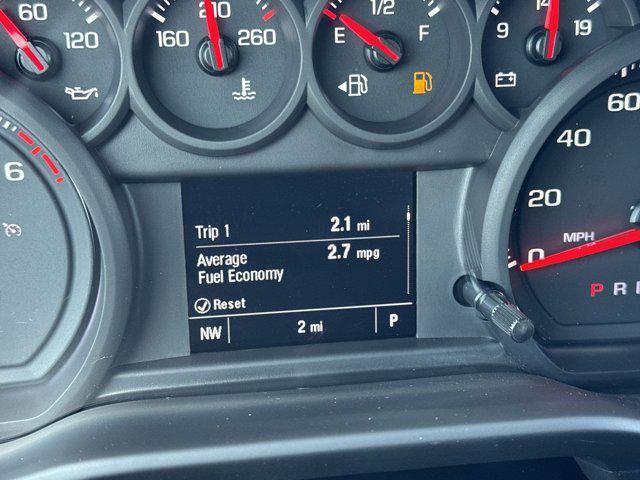 60 120
160 210 260
E 1/2 F
9 14 19
6
60
40
20
0
MPH
P R
Trip 1 2.1 mi
Average 2.7 mpg
Fuel Economy
Reset
NW 2 mi P